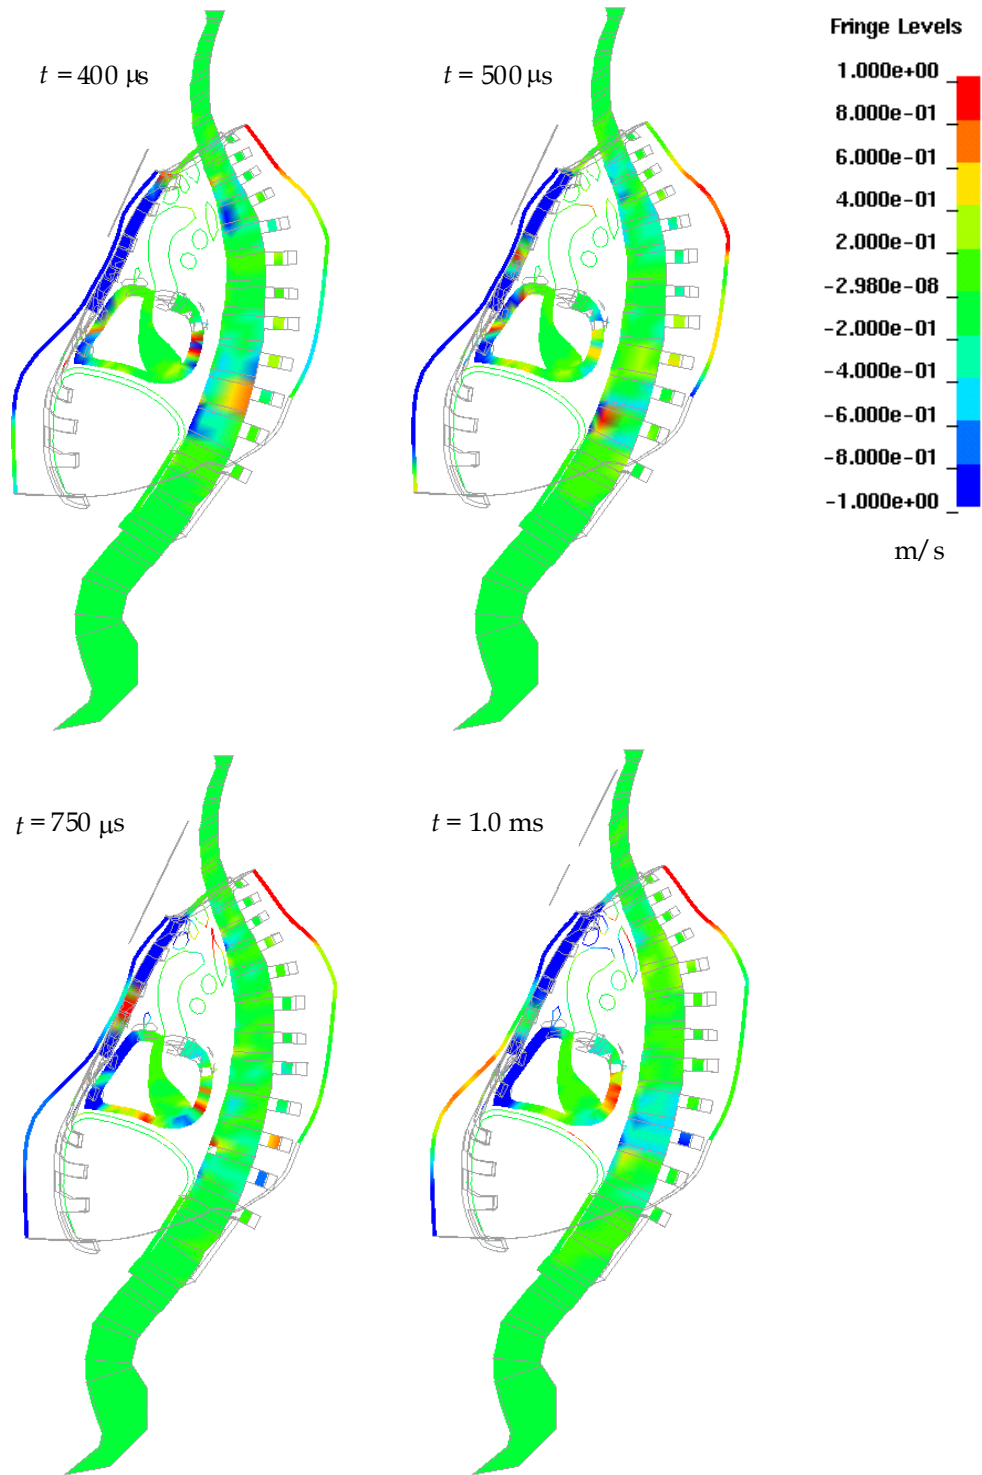 t = 400 μs
t = 500 μs
Fringe Levels
1.000e+00
8.000e-01
6.000e-01
4.000e-01
2.000e-01
-2.980e-08
-2.000e-01
-4.000e-01
-6.000e-01
-8.000e-01
-1.000e+00
m/s
t = 750 μs
t = 1.0 ms